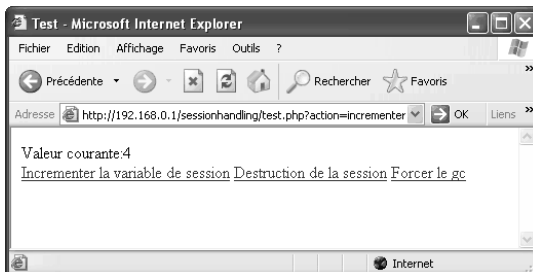 Test - Microsoft Internet Explorer
Fichier Edition Affichage Favoris Outils ?
Précédente Rechercher Favoris »
Adresse http://192.168.0.1/sessionhandling/test.php?action=incrementer OK Liens »
Valeur courante:4
Incrementer la variable de session Destruction de la session Forcer le gc
Internet